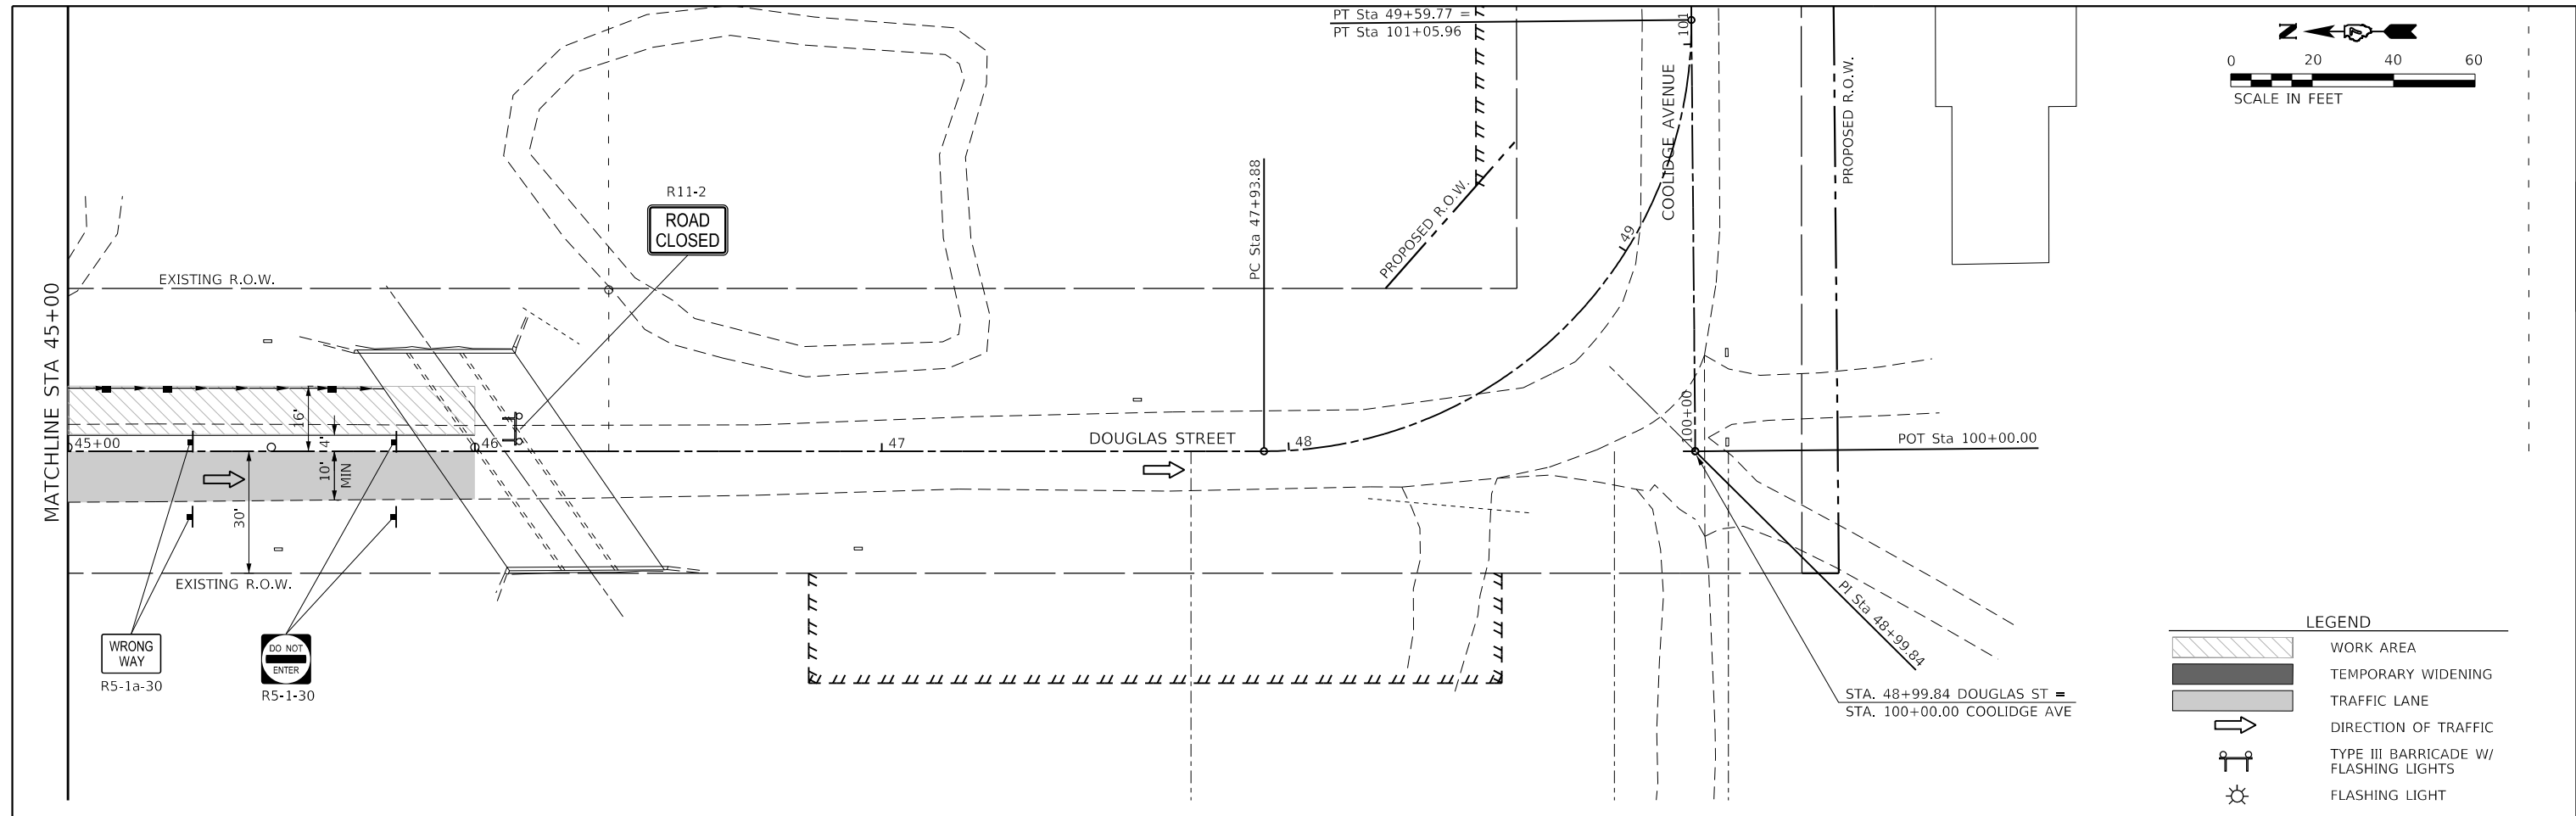 PT Sta 49+59.77 =
PT Sta 101+05.96
101
N
0 20 40 60
SCALE IN FEET
COOLIDGE AVENUE
PROPOSED R.O.W.
R11-2
ROAD
CLOSED
PC Sta 47+93.88
PROPOSED R.O.W.
49
EXISTING R.O.W.
MATCHLINE STA 45+00
16'
4'
45+00
46
47
DOUGLAS STREET
48
100+00
POT Sta 100+00.00
10'
MIN
30'
EXISTING R.O.W.
WRONG
WAY
R5-1a-30
DO NOT
ENTER
R5-1-30
PI Sta 48+99.84
STA. 48+99.84 DOUGLAS ST =
STA. 100+00.00 COOLIDGE AVE
LEGEND
WORK AREA
TEMPORARY WIDENING
TRAFFIC LANE
DIRECTION OF TRAFFIC
TYPE III BARRICADE W/
FLASHING LIGHTS
FLASHING LIGHT